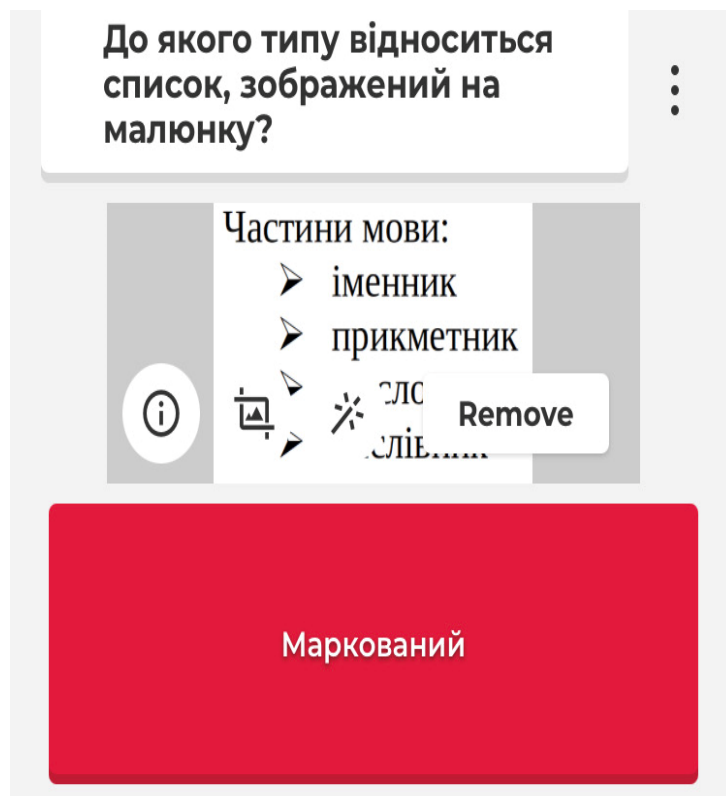 До якого типу відноситься
список, зображений на
малюнку?
Частини мови:
іменник
прикметник
Remove
Маркований